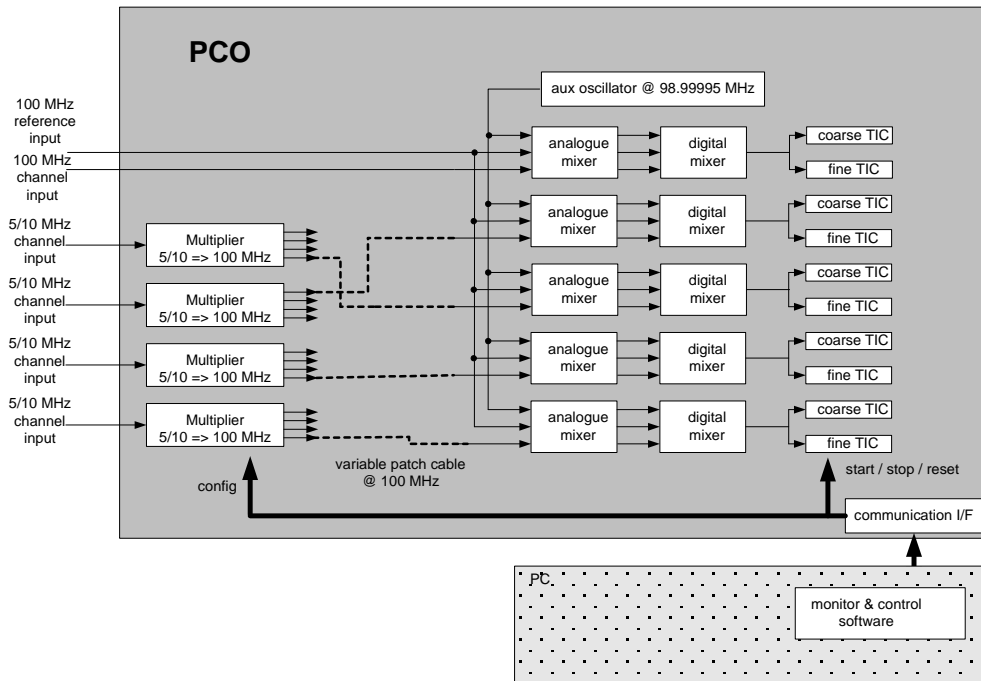 PCO
aux oscillator @ 98.99995 MHz
100 MHz
reference
input
100 MHz
channel
input
analogue
mixer
digital
mixer
coarse TIC
fine TIC
5/10 MHz
channel
input
Multiplier
5/10 => 100 MHz
analogue
mixer
digital
mixer
coarse TIC
fine TIC
5/10 MHz
channel
input
Multiplier
5/10 => 100 MHz
analogue
mixer
digital
mixer
coarse TIC
fine TIC
5/10 MHz
channel
input
Multiplier
5/10 => 100 MHz
analogue
mixer
digital
mixer
coarse TIC
fine TIC
5/10 MHz
channel
input
Multiplier
5/10 => 100 MHz
analogue
mixer
digital
mixer
coarse TIC
fine TIC
variable patch cable
@ 100 MHz
config
start / stop / reset
communication I/F
PC
monitor & control
software